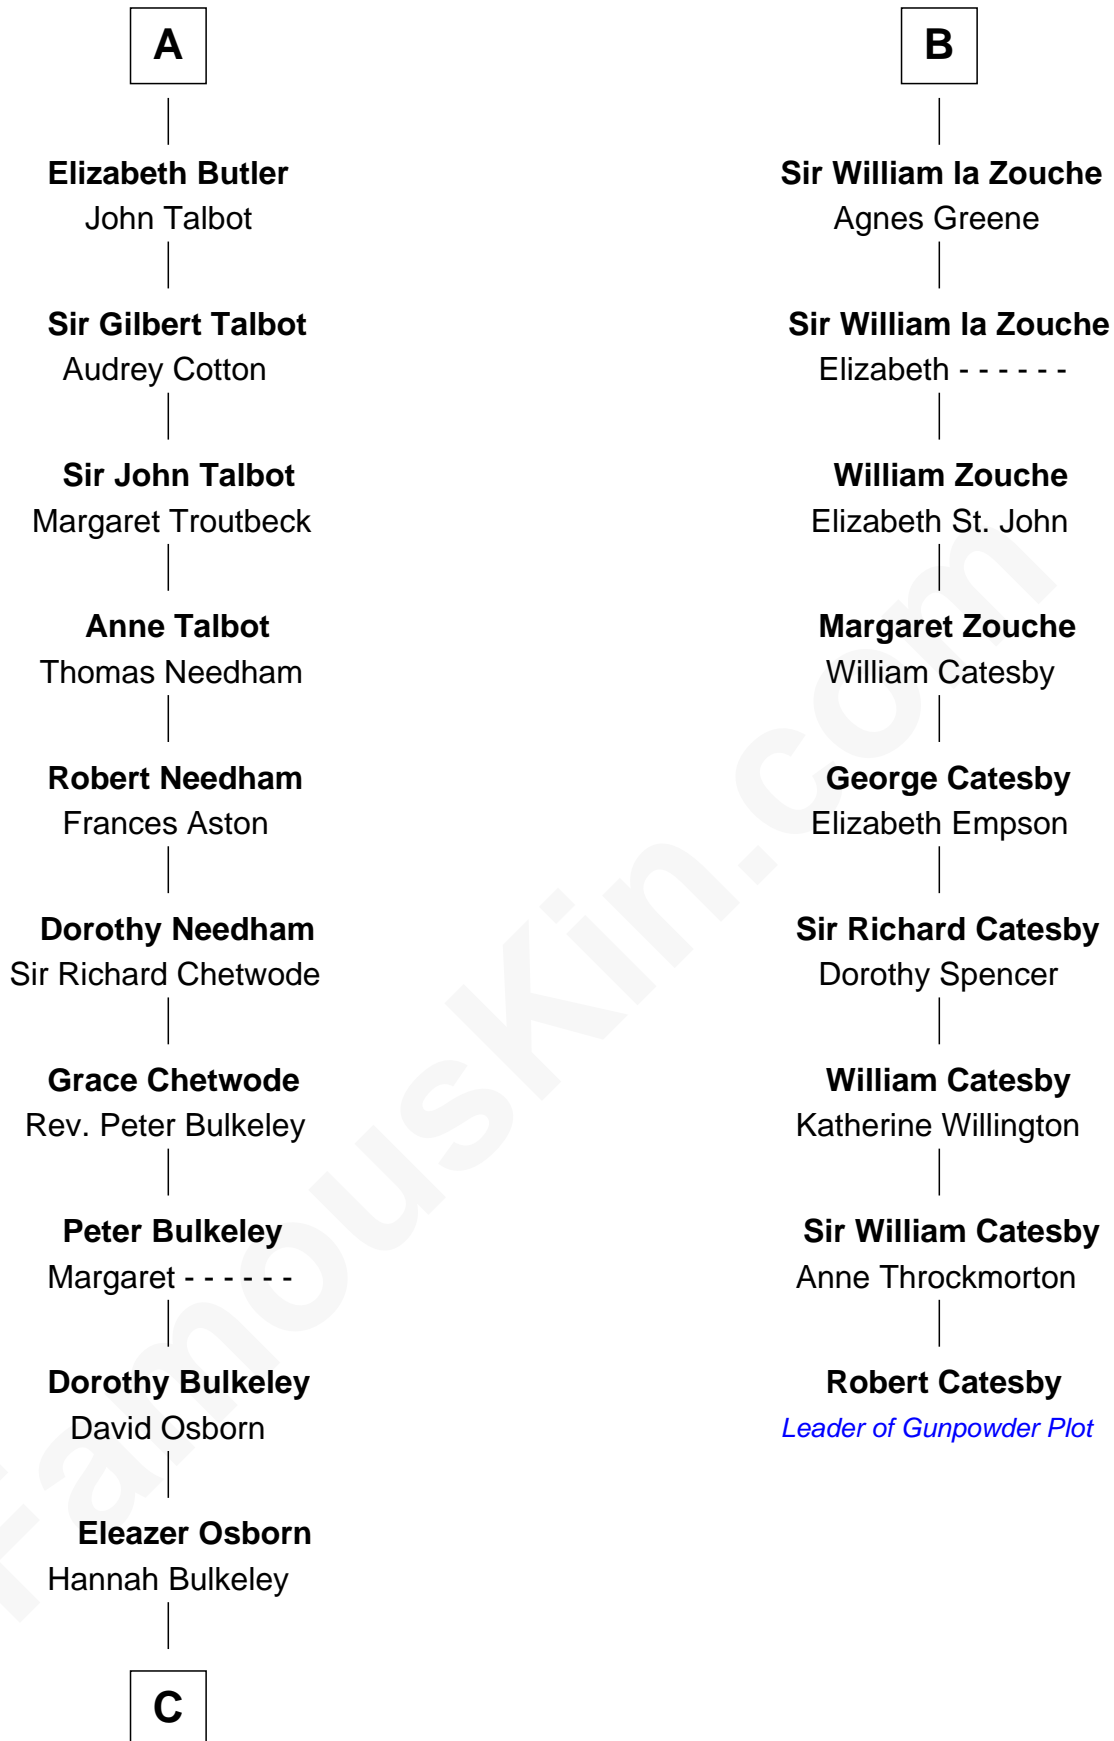 A
Elizabeth Butler
John Talbot
Sir Gilbert Talbot
Audrey Cotton
Sir John Talbot
Margaret Troutbeck
Anne Talbot
Thomas Needham
Robert Needham
Frances Aston
Dorothy Needham
Sir Richard Chetwode
Grace Chetwode
Rev. Peter Bulkeley
Peter Bulkeley
Margaret - - - - - -
Dorothy Bulkeley
David Osborn
Eleazer Osborn
Hannah Bulkeley
C
B
Sir William la Zouche
Agnes Greene
Sir William la Zouche
Elizabeth - - - - - -
William Zouche
Elizabeth St. John
Margaret Zouche
William Catesby
George Catesby
Elizabeth Empson
Sir Richard Catesby
Dorothy Spencer
William Catesby
Katherine Willington
Sir William Catesby
Anne Throckmorton
Robert Catesby
Leader of Gunpowder Plot
FamousKin.com